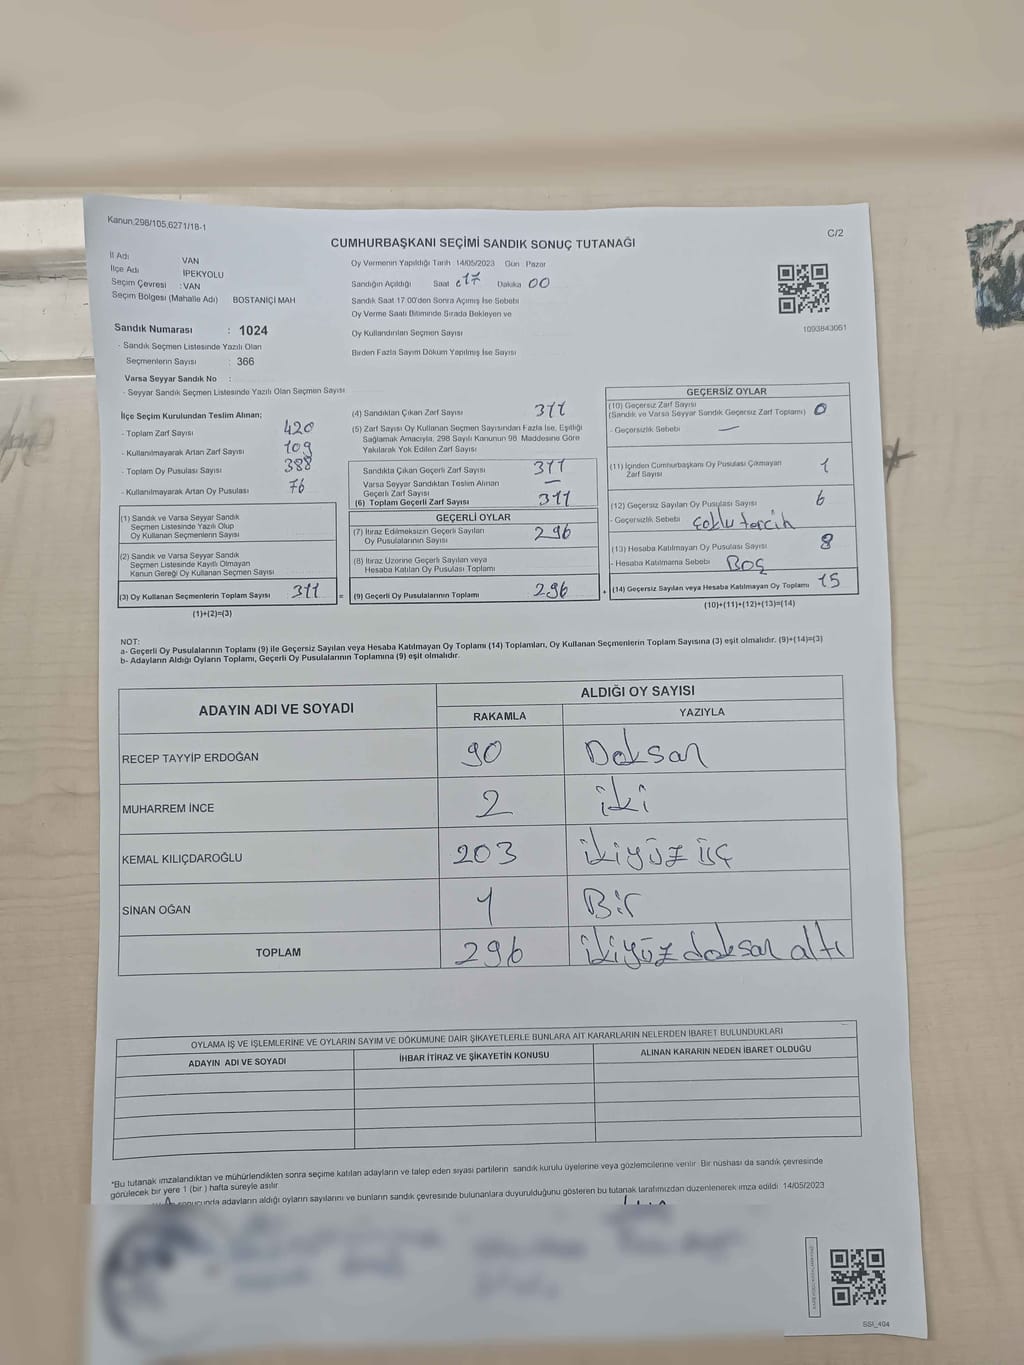 Kanun.298/105,6271/18-1
CUMHURBAŞKANI SEÇİMİ SANDIK SONUÇ TUTANAĞI
C/2
İl Adı VAN
İlçe Adı İPEKYOLU
Seçim Çevresi : VAN
Seçim Bölgesi (Mahalle Adı) BOSTANİÇİ MAH
Oy Vermenin Yapıldığı Tarih 14/05/2023 Gün Pazar
Sandığın Açıldığı Saat 17 Dakika 00
Sandık Saat 17:00'den Sonra Açımış İse Sebebi
Oy Verme Saati Bitiminde Sırada Bekleyen ve
Oy Kullandırılan Seçmen Sayısı
Birden Fazla Sayım Döküm Yapılmış İse Sayısı
1093843061
Sandık Numarası : 1024
- Sandık Seçmen Listesinde Yazılı Olan
Seçmenlerin Sayısı : 366
Varsa Seyyar Sandık No :
- Seyyar Sandık Seçmen Listesinde Yazılı Olan Seçmen Sayısı
İlçe Seçim Kurulundan Teslim Alınan;
- Toplam Zarf Sayısı 420
- Kullanılmayarak Artan Zarf Sayısı 109
- Toplam Oy Pusulası Sayısı 388
- Kullanılmayarak Artan Oy Pusulası 76
(1) Sandık ve Varsa Seyyar Sandık
Seçmen Listesinde Yazılı Olup
Oy Kullanan Seçmenlerin Sayısı
(2) Sandık ve Varsa Seyyar Sandık
Seçmen Listesinde Kayıtlı Olmayan
Kanun Gereği Oy Kullanan Seçmen Sayısı
(3) Oy Kullanan Seçmenlerin Toplam Sayısı 311
(1)+(2)=(3)
(4) Sandıktan Çıkan Zarf Sayısı 311
(5) Zarf Sayısı Oy Kullanan Seçmen Sayısından Fazla İse, Eşitliği
Sağlamak Amacıyla, 298 Sayılı Kanunun 98. Maddesine Göre
Yakılarak Yok Edilen Zarf Sayısı
Sandıkta Çıkan Geçerli Zarf Sayısı 311
Varsa Seyyar Sandıktan Teslim Alınan
Geçerli Zarf Sayısı —
(6) Toplam Geçerli Zarf Sayısı 311
GEÇERLİ OYLAR
(7) İtiraz Edilmeksizin Geçerli Sayılan
Oy Pusulalarının Sayısı 296
(8) İtiraz Üzerine Geçerli Sayılan veya
Hesaba Katılan Oy Pusulası Toplamı
= (9) Geçerli Oy Pusulalarının Toplamı 296
GEÇERSİZ OYLAR
(10) Geçersiz Zarf Sayısı
(Sandık ve Varsa Seyyar Sandık Geçersiz Zarf Toplamı) 0
- Geçersizlik Sebebi —
(11) İçinden Cumhurbaşkanı Oy Pusulası Çıkmayan
Zarf Sayısı 1
(12) Geçersiz Sayılan Oy Pusulası Sayısı 6
- Geçersizlik Sebebi Çoklu tercih
(13) Hesaba Katılmayan Oy Pusulası Sayısı 8
- Hesaba Katılmama Sebebi Boş
+ (14) Geçersiz Sayılan veya Hesaba Katılmayan Oy Toplamı 15
(10)+(11)+(12)+(13)=(14)
NOT:
a- Geçerli Oy Pusulalarının Toplamı (9) ile Geçersiz Sayılan veya Hesaba Katılmayan Oy Toplamı (14) Toplamları, Oy Kullanan Seçmenlerin Toplam Sayısına (3) eşit olmalıdır. (9)+(14)=(3)
b- Adayların Aldığı Oyların Toplamı, Geçerli Oy Pusulalarının Toplamına (9) eşit olmalıdır.
ADAYIN ADI VE SOYADI
ALDIĞI OY SAYISI
RAKAMLA YAZIYLA
RECEP TAYYİP ERDOĞAN 90 Doksan
MUHARREM İNCE 2 iki
KEMAL KILIÇDAROĞLU 203 ikiyüz üç
SİNAN OĞAN 1 Bir
TOPLAM 296 ikiyüz doksan altı
OYLAMA İŞ VE İŞLEMLERİNE VE OYLARIN SAYIM VE DÖKÜMÜNE DAİR ŞİKAYETLERLE BUNLARA AİT KARARLARIN NELERDEN İBARET BULUNDUKLARI
ADAYIN ADI VE SOYADI İHBAR İTİRAZ VE ŞİKAYETİN KONUSU ALINAN KARARIN NEDEN İBARET OLDUĞU
*Bu tutanak imzalandıktan ve mühürlendikten sonra seçime katılan adayların ve talep eden siyasi partilerin sandık kurulu üyelerine veya gözlemcilerine verilir. Bir nüshası da sandık çevresinde
görülecek bir yere 1 (bir ) hafta süreyle asılır.
sonucunda adayların aldığı oyların sayılarını ve bunların sandık çevresinde bulunanlara duyurulduğunu gösteren bu tutanak tarafımızdan düzenlenerek imza edildi 14/05/2023
SSI_404